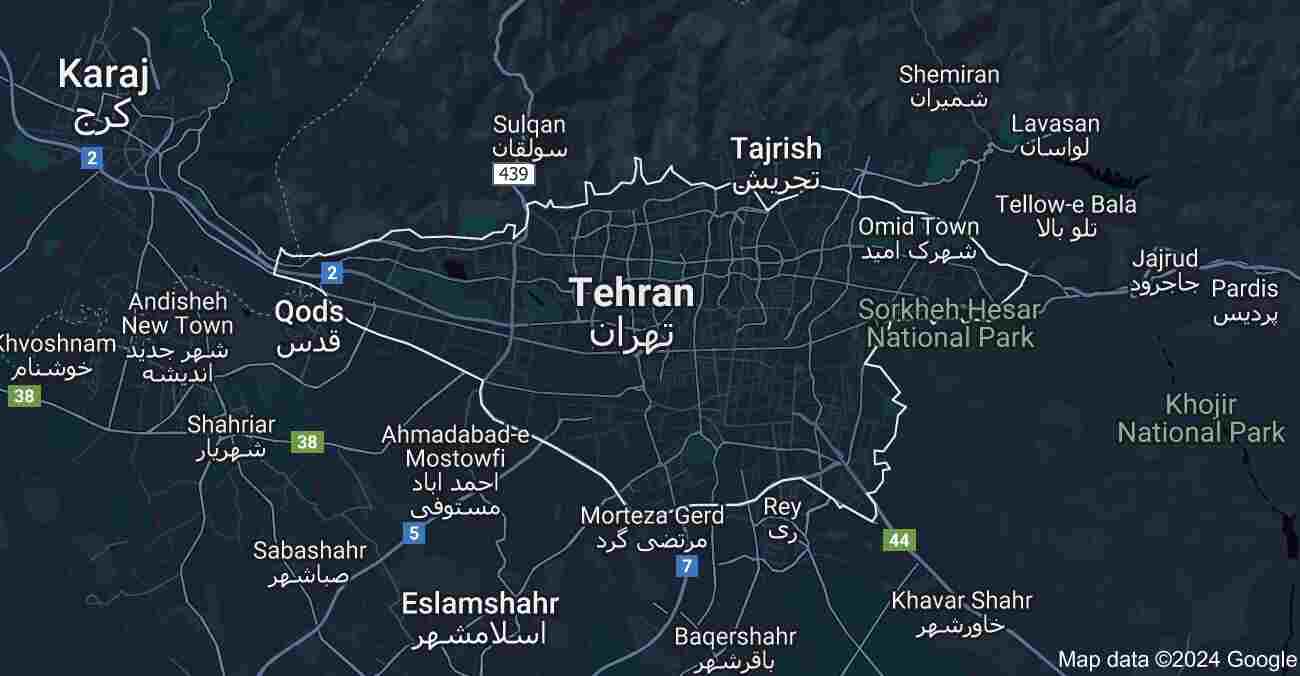 Karaj
کرج
2
Sulqan
سولقان
439
Tajrish
تجریش
Shemiran
شمیران
Lavasan
لواسان
Tellow-e Bala
تلو بالا
Omid Town
شهرک امید
Jajrud
جاجرود
Pardis
پردیس
2
Qods
قدس
Tehran
تهران
Sorkheh Hesar
National Park
Andisheh
New Town
شهر جدید
اندیشه
Khvoshnam
خوشنام
38
Shahriar
شهریار
38
Ahmadabad-e
Mostowfi
احمد اباد
مستوفی
5
Khojir
National Park
Morteza Gerd
مرتضی گرد
7
Rey
ری
44
Sabashahr
صباشهر
Eslamshahr
اسلامشهر
Baqershahr
باقرشهر
Khavar Shahr
خاورشهر
Map data ©2024 Google